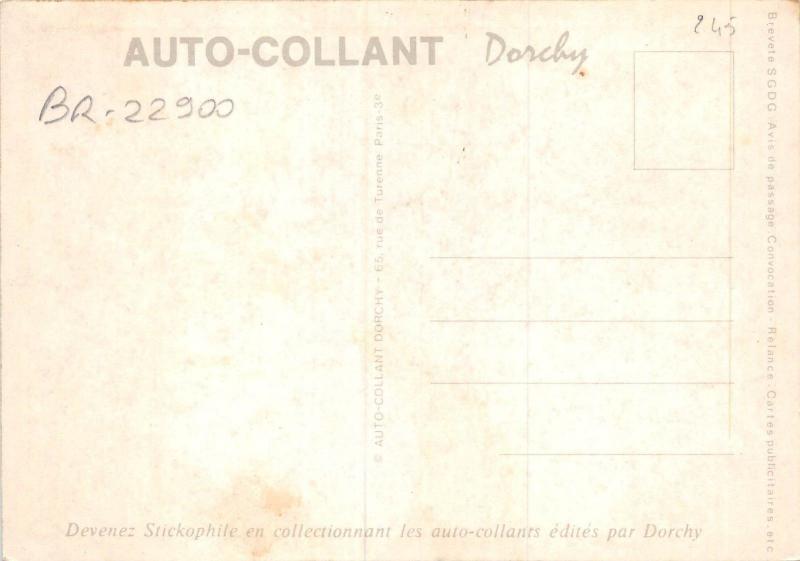 AUTO-COLLANT Dorchy
245
BR-22900
© AUTO-COLLANT DORCHY - 65, rue de Turenne Paris-3e
Breveté SGDG. Avis de passage. Convocation - Relance. Cartes publicitaires.etc
Devenez Stickophile en collectionnant les auto-collants édités par Dorchy